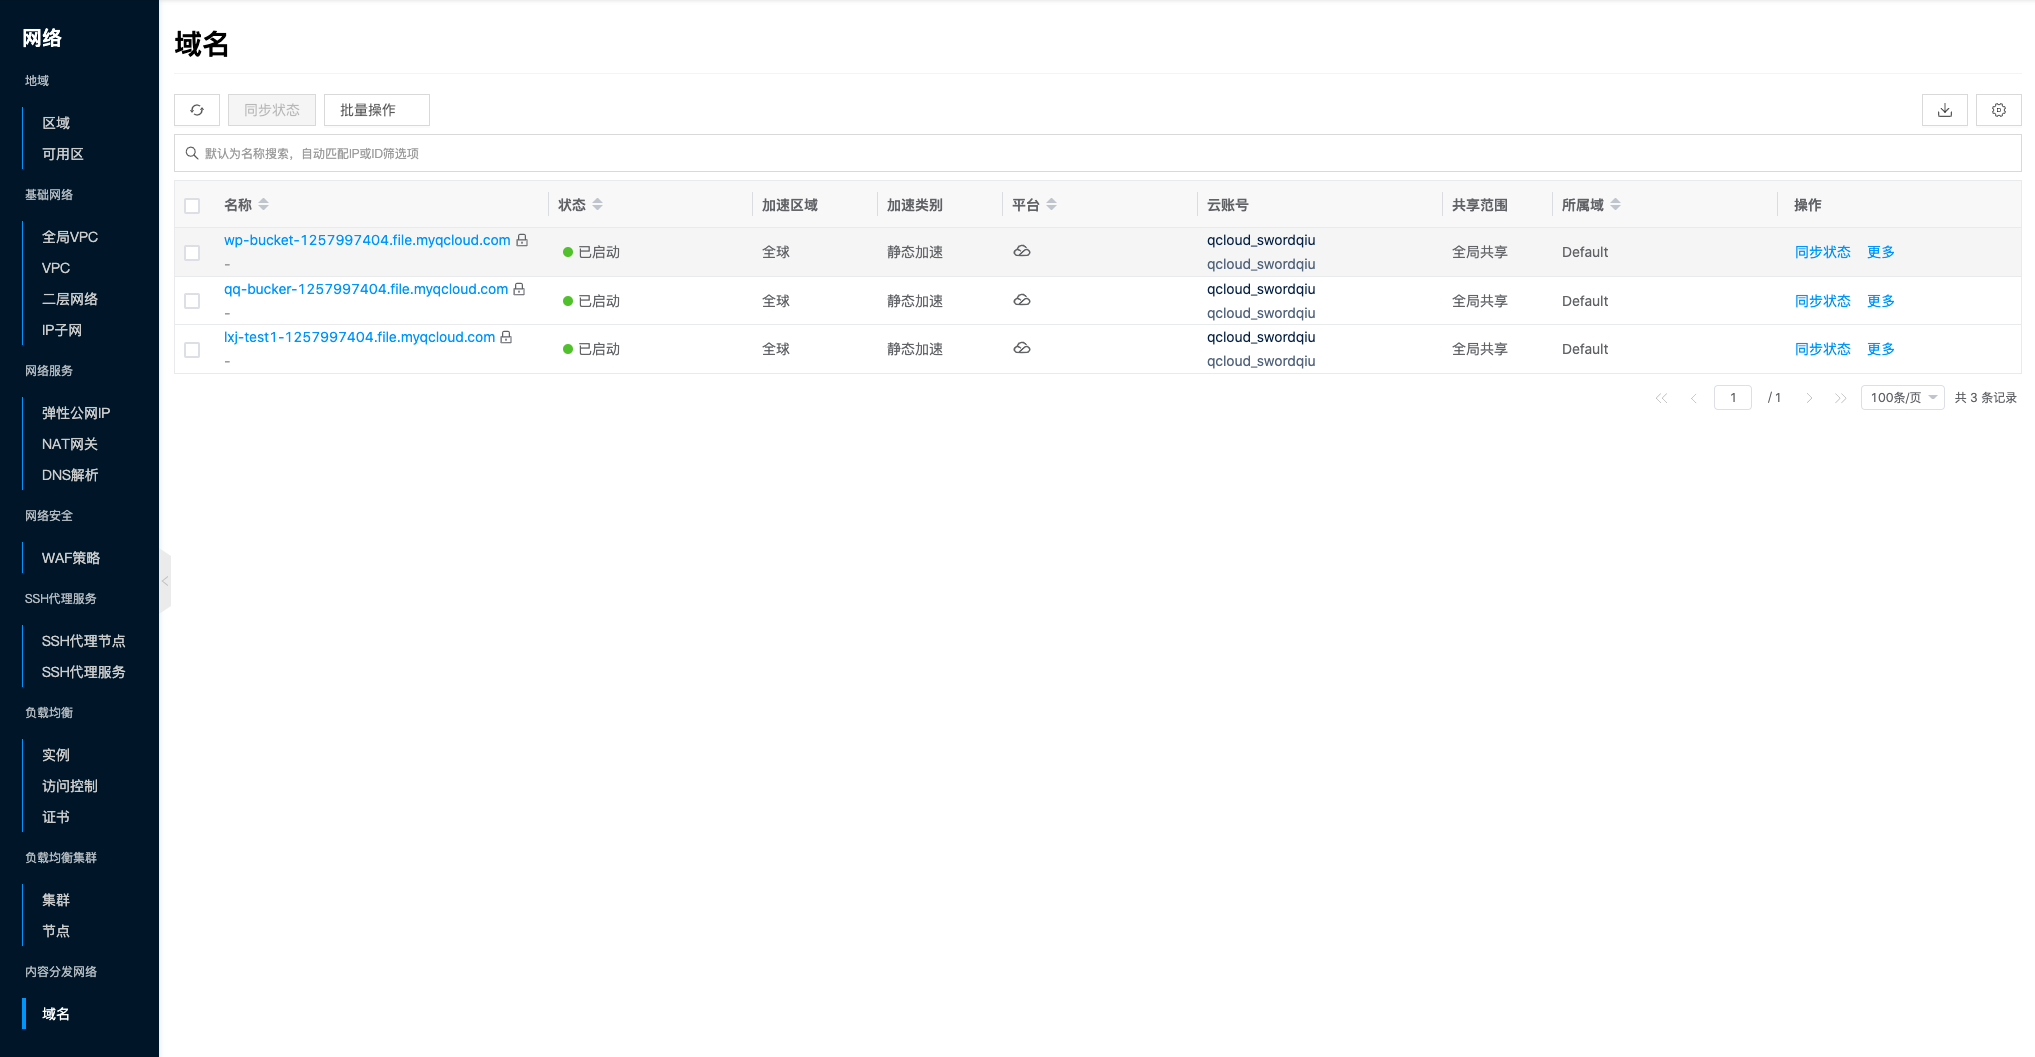 网络
地域
区域
可用区
基础网络
全局VPC
VPC
二层网络
IP子网
网络服务
弹性公网IP
NAT网关
DNS解析
网络安全
WAF策略
SSH代理服务
SSH代理节点
SSH代理服务
负载均衡
实例
访问控制
证书
负载均衡集群
集群
节点
内容分发网络
域名
域名
同步状态 批量操作
默认为名称搜索，自动匹配IP或ID筛选项
名称 状态 加速区域 加速类别 平台 云账号 共享范围 所属域 操作
wp-bucket-1257997404.file.myqcloud.com 已启动 全球 静态加速 qcloud_swordqiu 全局共享 Default 同步状态 更多
- qcloud_swordqiu
qq-bucker-1257997404.file.myqcloud.com 已启动 全球 静态加速 qcloud_swordqiu 全局共享 Default 同步状态 更多
- qcloud_swordqiu
lxj-test1-1257997404.file.myqcloud.com 已启动 全球 静态加速 qcloud_swordqiu 全局共享 Default 同步状态 更多
- qcloud_swordqiu
1 / 1 100条/页 共 3 条记录